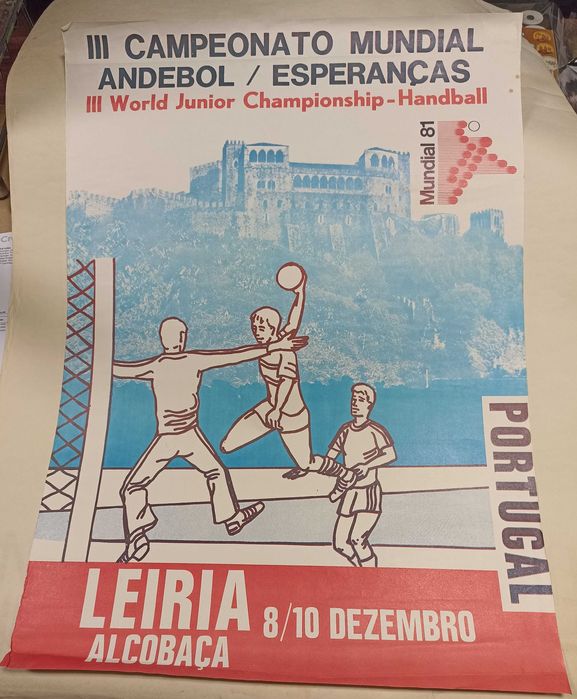 III CAMPEONATO MUNDIAL
ANDEBOL / ESPERANÇAS
III World Junior Championship-Handball
Mundial 81
PORTUGAL
LEIRIA 8/10 DEZEMBRO
ALCOBAÇA